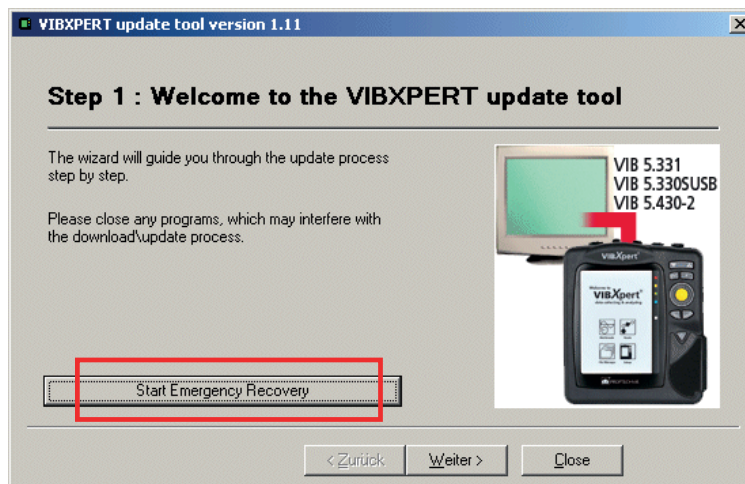 VIBXPERT update tool version 1.11
Step 1 : Welcome to the VIBXPERT update tool
The wizard will guide you through the update process
step by step.
Please close any programs, which may interfere with
the download\update process.
VIB 5.331
VIB 5.330SUSB
VIB 5.430-2
VIBXpert
VIBXpert
Start Emergency Recovery
< Zurück
Weiter >
Close